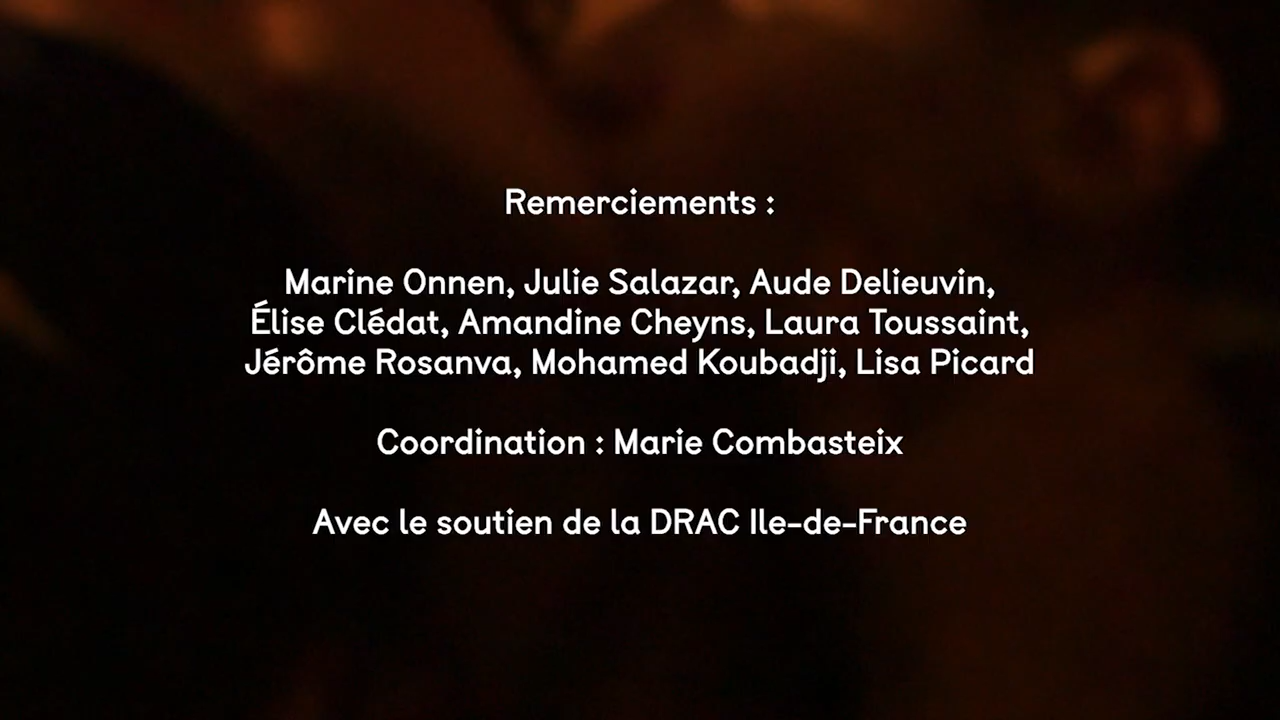 Remerciements :
Marine Onnen, Julie Salazar, Aude Delieuvin,
Élise Clédat, Amandine Cheyns, Laura Toussaint,
Jérôme Rosanva, Mohamed Koubadji, Lisa Picard
Coordination : Marie Combasteix
Avec le soutien de la DRAC Ile-de-France